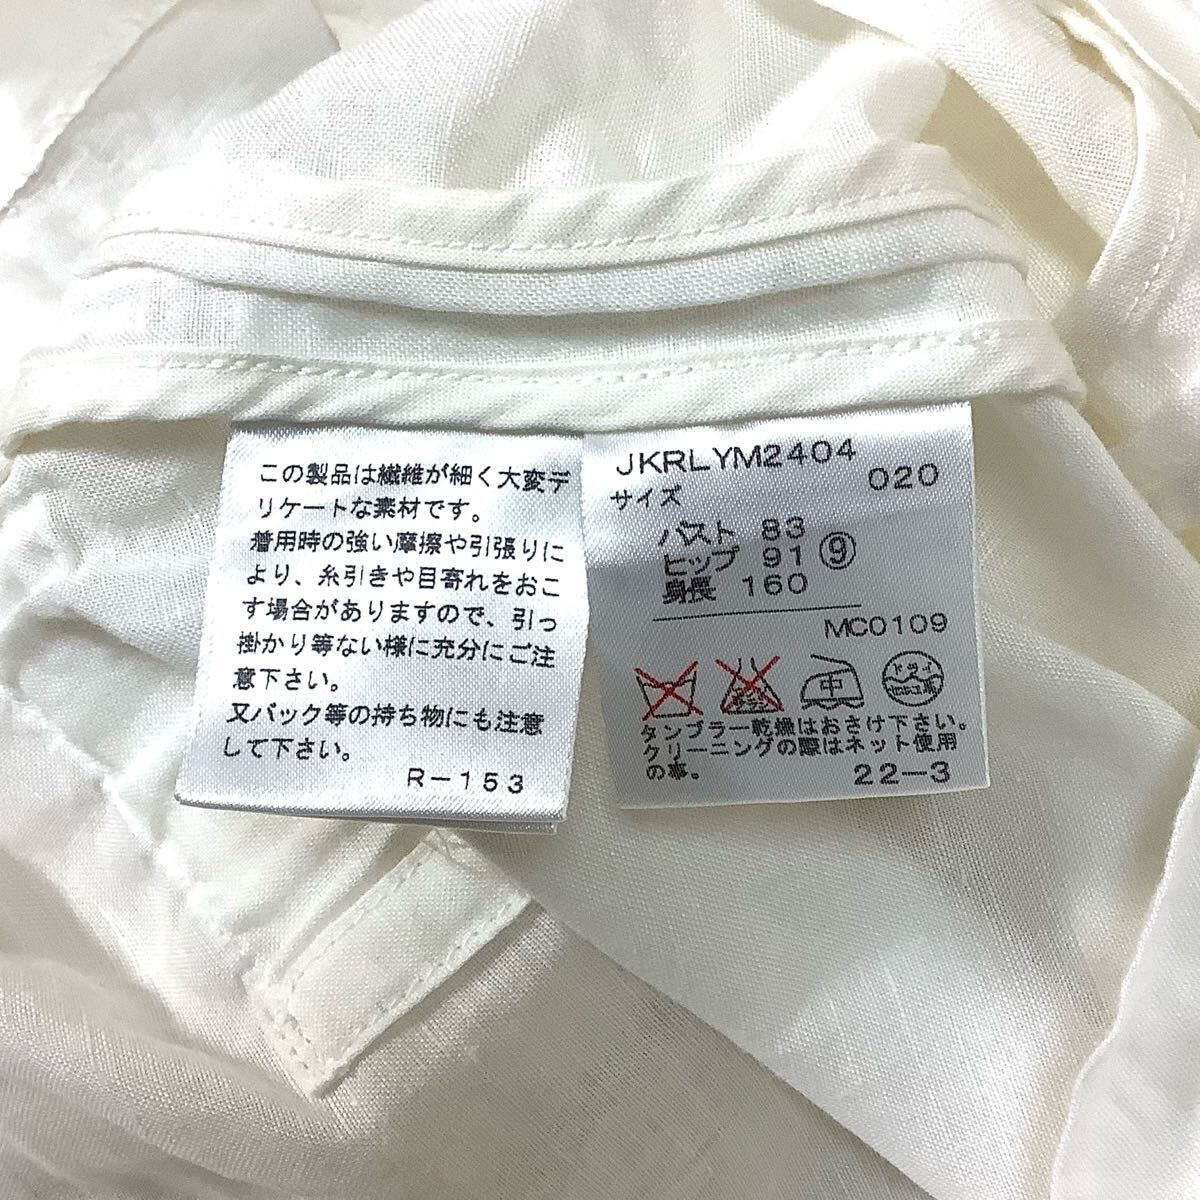 この製品は繊維が細く大変デ
リケートな素材です。
着用時の強い摩擦や引張りに
より、糸引きや目寄れをおこ
す場合がありますので、引っ
掛かり等ない様に充分にご注
意下さい。
又バック等の持ち物にも注意
して下さい。
R-153
JKRLYM2404
020
サイズ
バスト 83
ヒップ 91 ⑨
身長 160
MC0109
中
ドライ
タンブラー乾燥はおさけ下さい。
クリーニングの際はネット使用
の事。
22-3